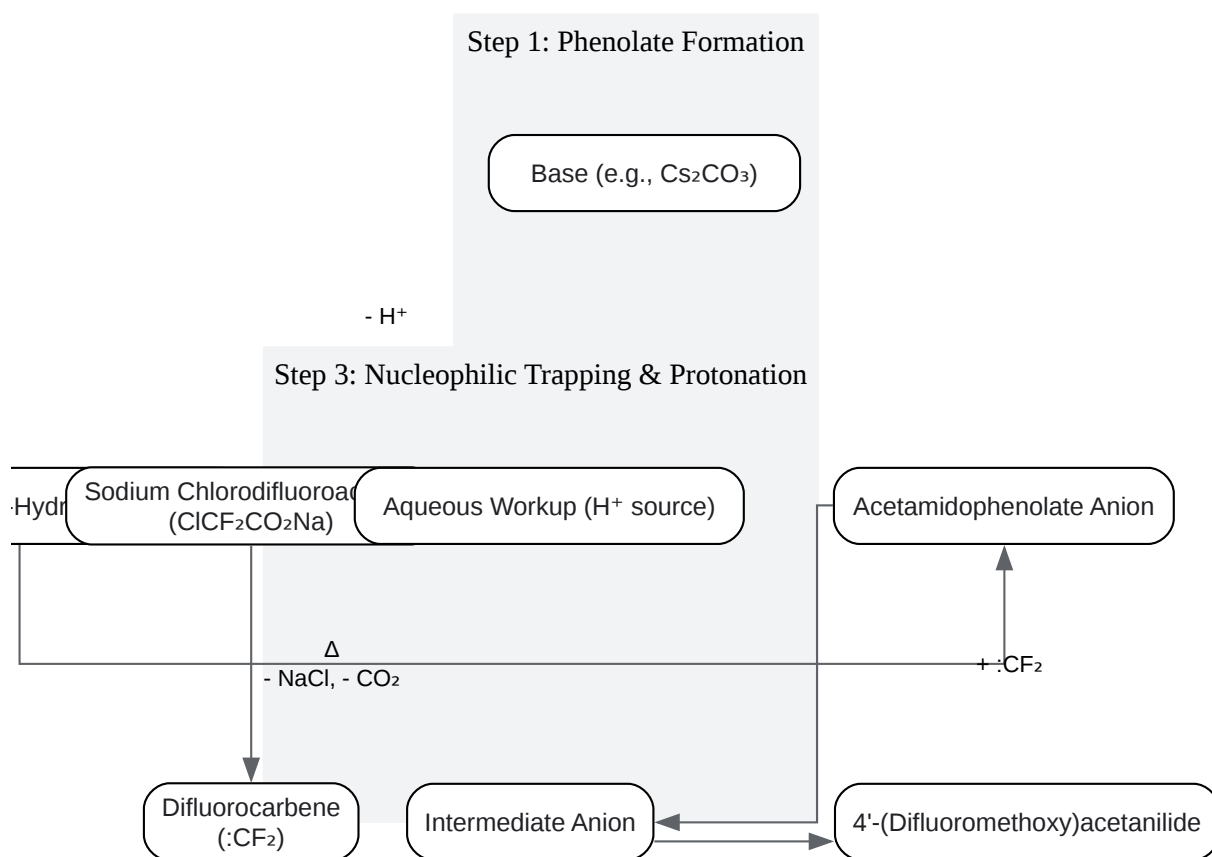 Step 1: Phenolate Formation
Base (e.g., Cs₂CO₃)
- H⁺
Step 3: Nucleophilic Trapping & Protonation
Sodium
(ClCF₂CO₂Na)
Aqueous Workup (H⁺ source)
Acetamidophenolate Anion
Δ
- NaCl, - CO₂
+ :CF₂
Difluorocarbene
(:CF₂)
Intermediate Anion
4'-(Difluoromethoxy)acetanilide